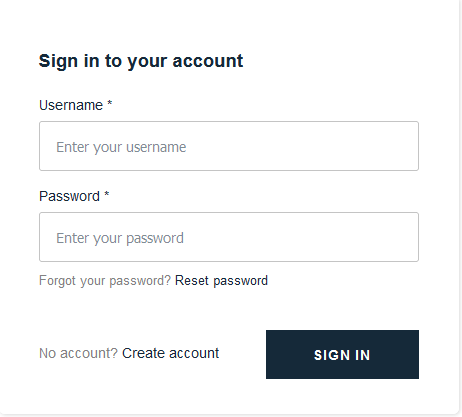 Sign in to your account
Username *
Enter your username
Password *
Enter your password
Forgot your password? Reset password
No account? Create account
SIGN IN